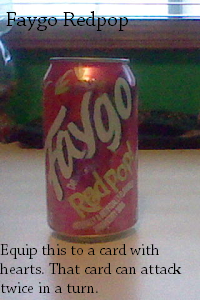 Faygo Redpop
Faygo
Redpop!
Equip this to a card with
hearts. That card can attack
twice in a turn.